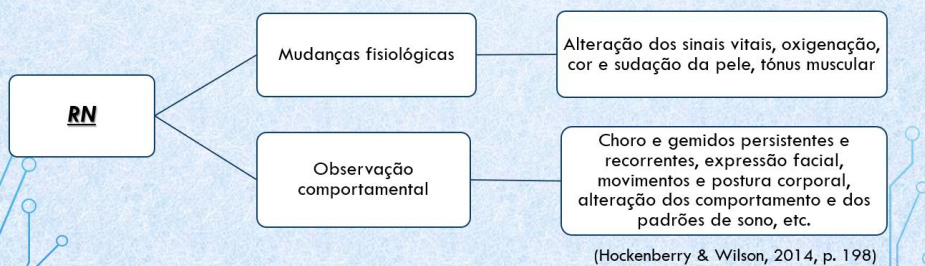 RN
Mudanças fisiológicas
Alteração dos sinais vitais, oxigenação,
cor e sudação da pele, tónus muscular
Observação
comportamental
Choro e gemidos persistentes e
recorrentes, expressão facial,
movimentos e postura corporal,
alteração dos comportamento e dos
padrões de sono, etc.
(Hockenberry & Wilson, 2014, p. 198)